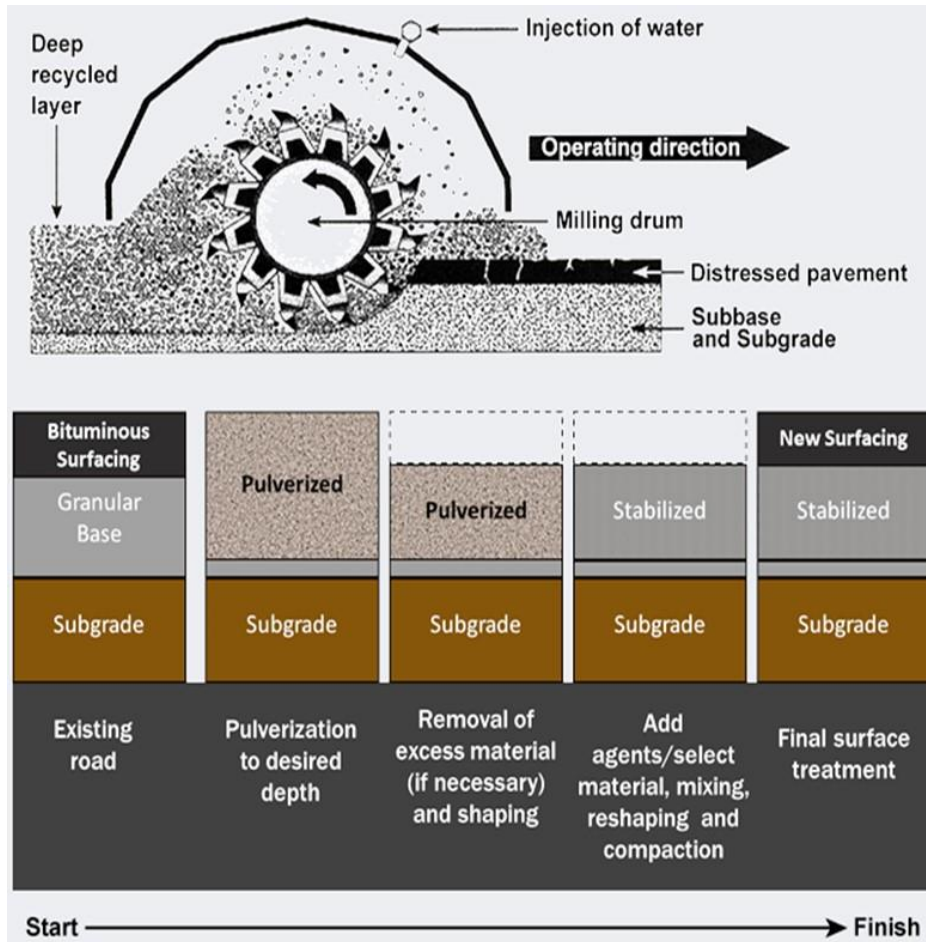 Deep
recycled
layer
Injection of water
Operating direction
Milling drum
Distressed pavement
Subbase
and Subgrade
Bituminous
Surfacing
Granular
Base
Subgrade
Pulverized
Subgrade
Pulverized
Subgrade
Stabilized
Subgrade
New Surfacing
Stabilized
Subgrade
Existing
road
Pulverization
to desired
depth
Removal of
excess material
(if necessary)
and shaping
Add
agents/select
material, mixing,
reshaping and
compaction
Final surface
treatment
Start
Finish